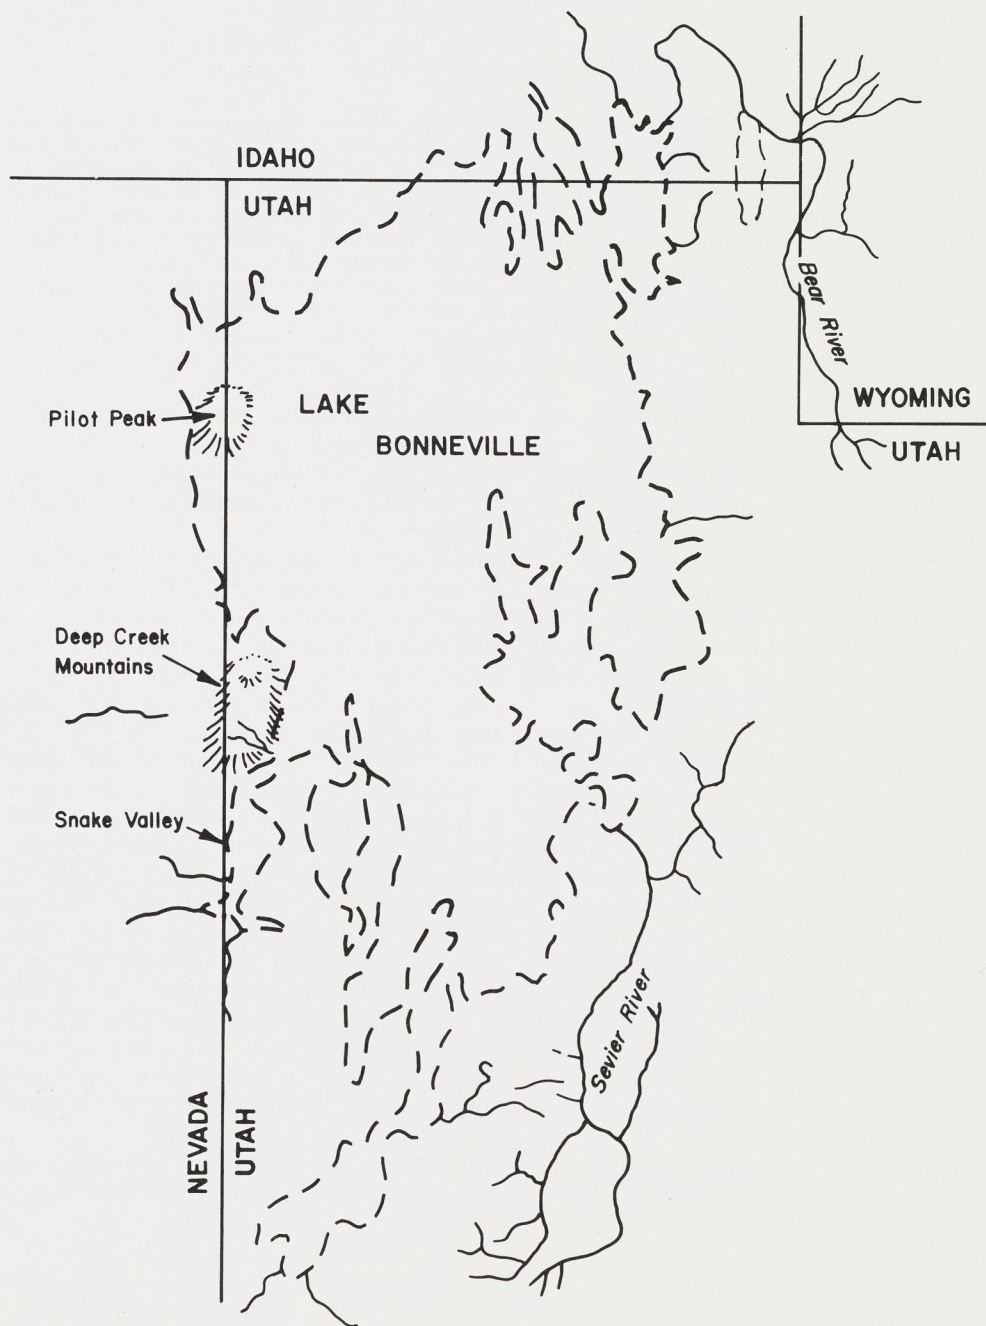 IDAHO
UTAH
Bear River
Pilot Peak
LAKE
BONNEVILLE
WYOMING
UTAH
Deep Creek
Mountains
Snake Valley
Sevier River
NEVADA
UTAH